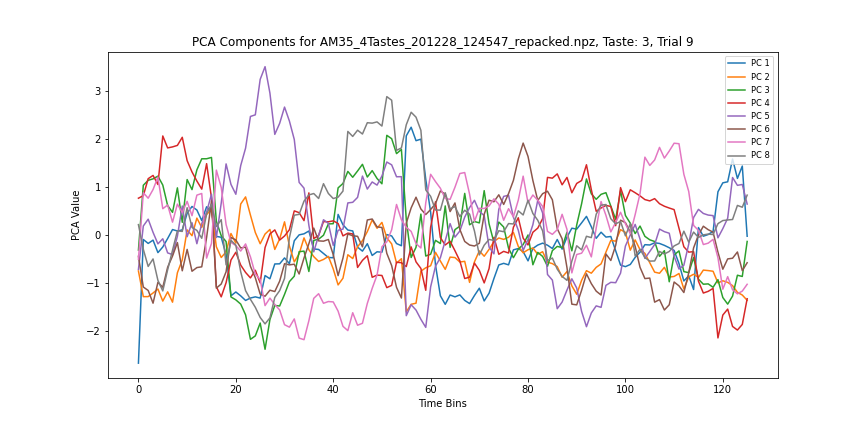 PCA Components for AM35_4Tastes_201228_124547_repacked.npz, Taste: 3, Trial 9
PC 1
PC 2
PC 3
PC 4
PC 5
PC 6
PC 7
PC 8
PCA Value
3
2
1
0
−1
−2
0
20
40
60
80
100
120
Time Bins